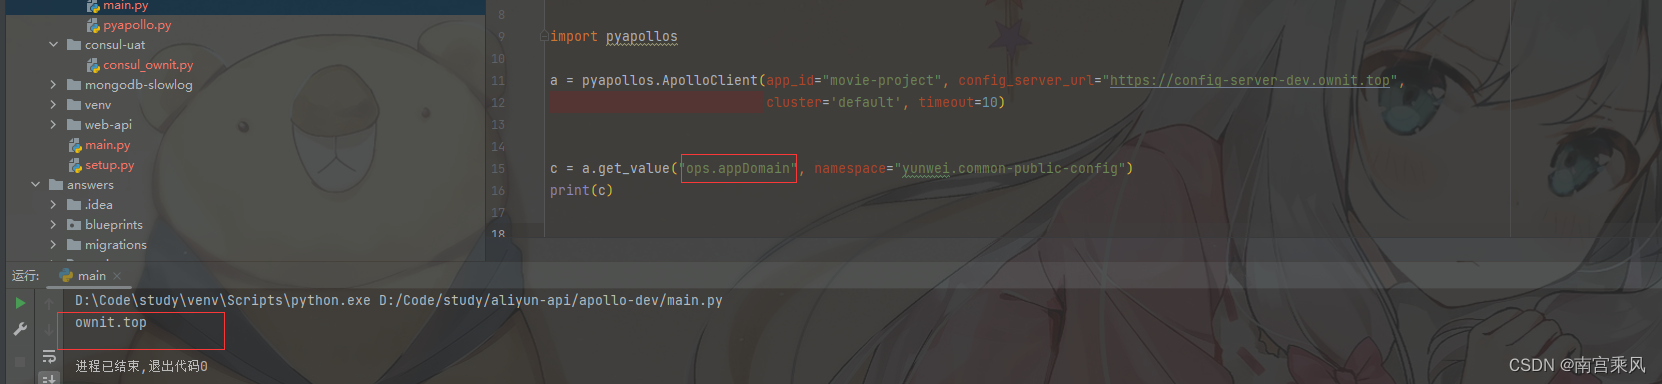 main.py
pyapollo.py
consul-uat
consul_ownit.py
mongodb-slowlog
venv
web-api
main.py
setup.py
answers
.idea
blueprints
migrations
8
9 import pyapollos
10
11 a = pyapollos.ApolloClient(app_id="movie-project", config_server_url="https://config-server-dev.ownit.top",
12 cluster='default', timeout=10)
13
14
15 c = a.get_value("ops.appDomain", namespace="yunwei.common-public-config")
16 print(c)
17
18
运行: main ×
D:\Code\study\venv\Scripts\python.exe D:/Code/study/aliyun-api/apollo-dev/main.py
ownit.top
进程已结束,退出代码0
CSDN @南宫乘风